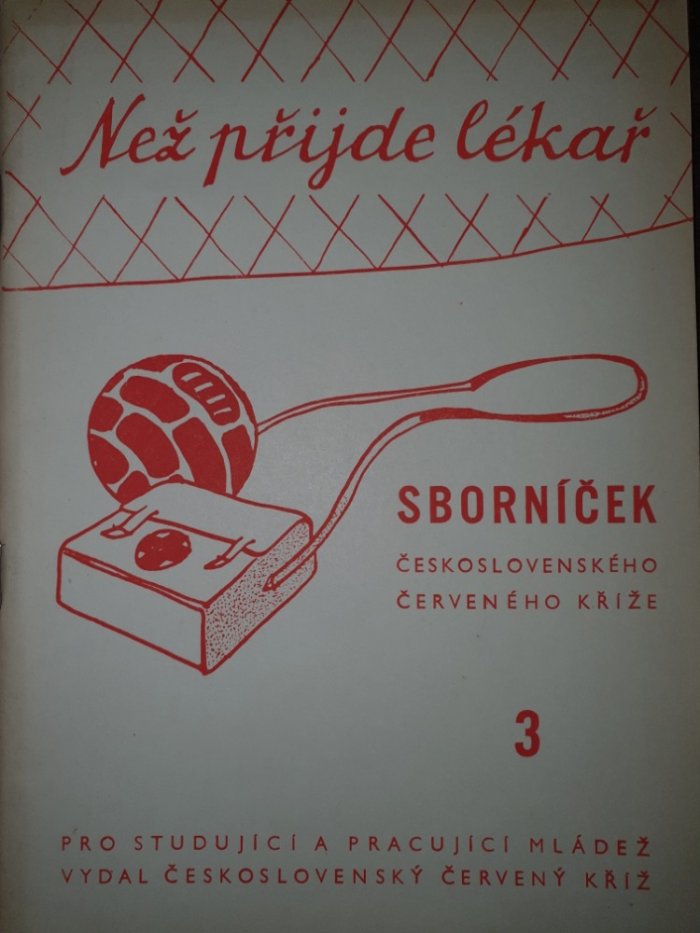 Než přijde lékař
SBORNÍČEK
ČESKOSLOVENSKÉHO
ČERVENÉHO KŘÍŽE
3
PRO STUDUJÍCÍ A PRACUJÍCÍ MLÁDEŽ
VYDAL ČESKOSLOVENSKÝ ČERVENÝ KŘÍŽ